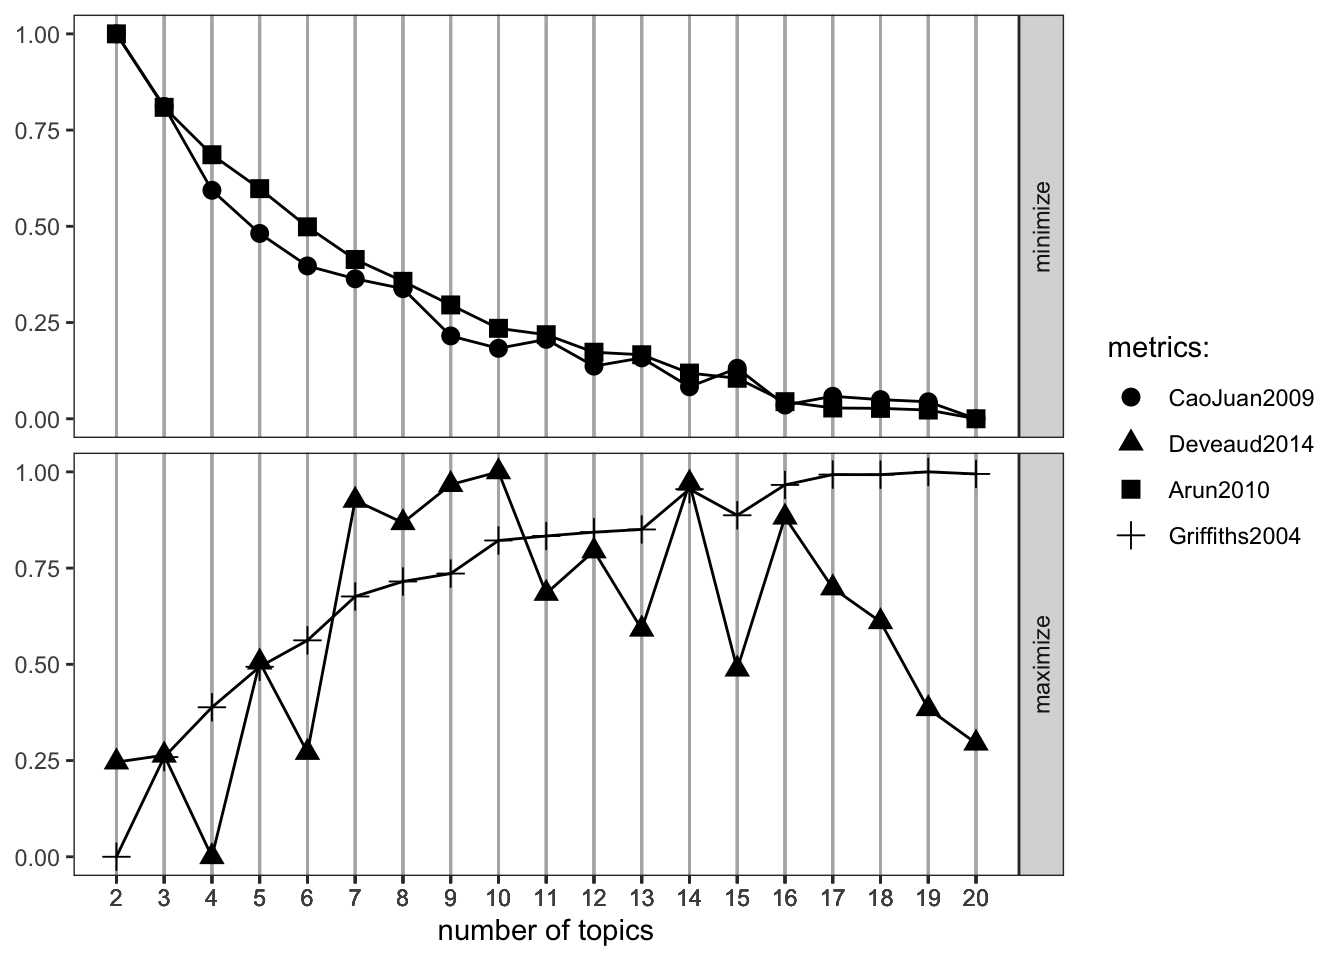 1.00
0.75
0.50
0.25
0.00
minimize
1.00
0.75
0.50
0.25
0.00
maximize
2 3 4 5 6 7 8 9 10 11 12 13 14 15 16 17 18 19 20
number of topics
metrics:
CaoJuan2009
Deveaud2014
Arun2010
Griffiths2004